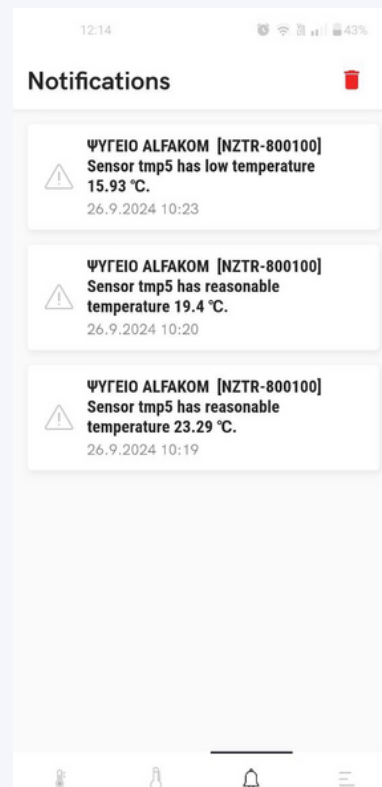 12:14 43%
Notifications
ΨΥΓΕΙΟ ALFAKOM [NZTR-800100]
Sensor tmp5 has low temperature
15.93 °C.
26.9.2024 10:23
ΨΥΓΕΙΟ ALFAKOM [NZTR-800100]
Sensor tmp5 has reasonable
temperature 19.4 °C.
26.9.2024 10:20
ΨΥΓΕΙΟ ALFAKOM [NZTR-800100]
Sensor tmp5 has reasonable
temperature 23.29 °C.
26.9.2024 10:19